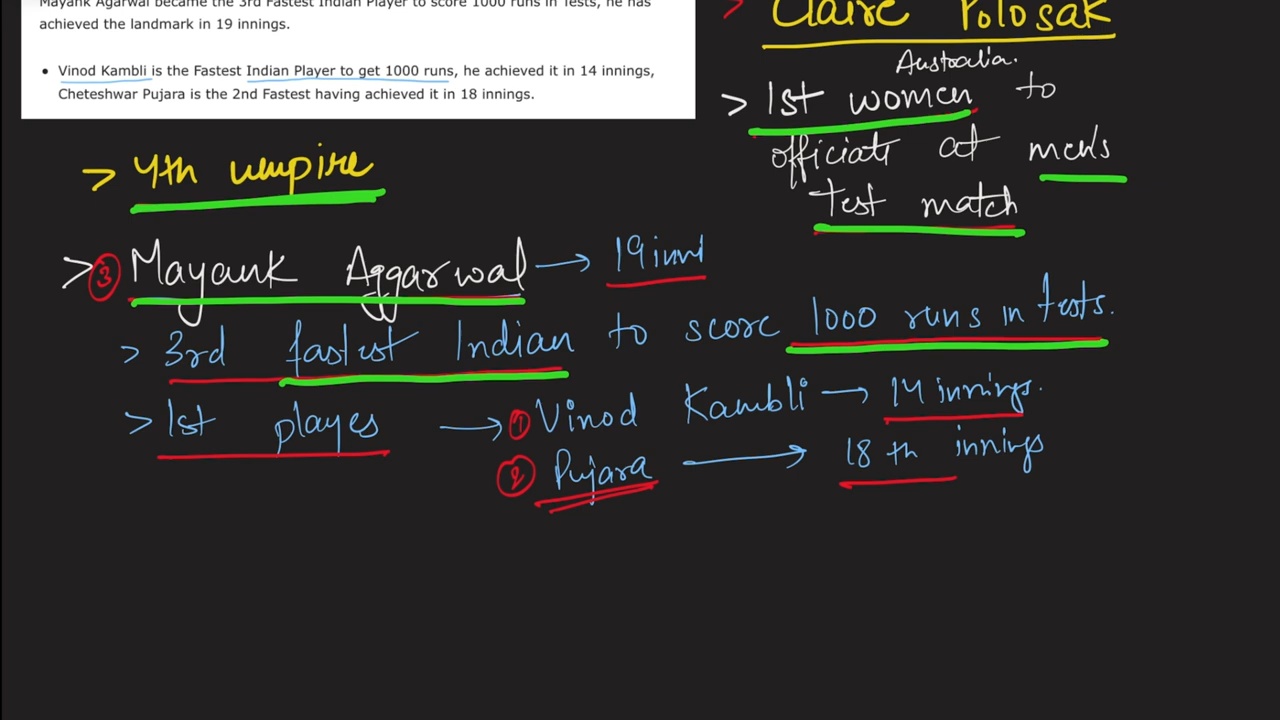 Mayank Agarwal became the 3rd Fastest Indian Player to score 1000 runs in Tests, he has
achieved the landmark in 19 innings.
• Vinod Kambli is the Fastest Indian Player to get 1000 runs, he achieved it in 14 innings,
Cheteshwar Pujara is the 2nd Fastest having achieved it in 18 innings.
> Claire Polosak
Australia.
> 1st women to
officiate at men's
Test match
> 4th umpire
> ③ Mayank Aggarwal → 19 inni
> 3rd fastest Indian to score 1000 runs in tests.
> 1st playes → ① Vinod Kambli → 14 innings.
② Pujara → 18 th innings